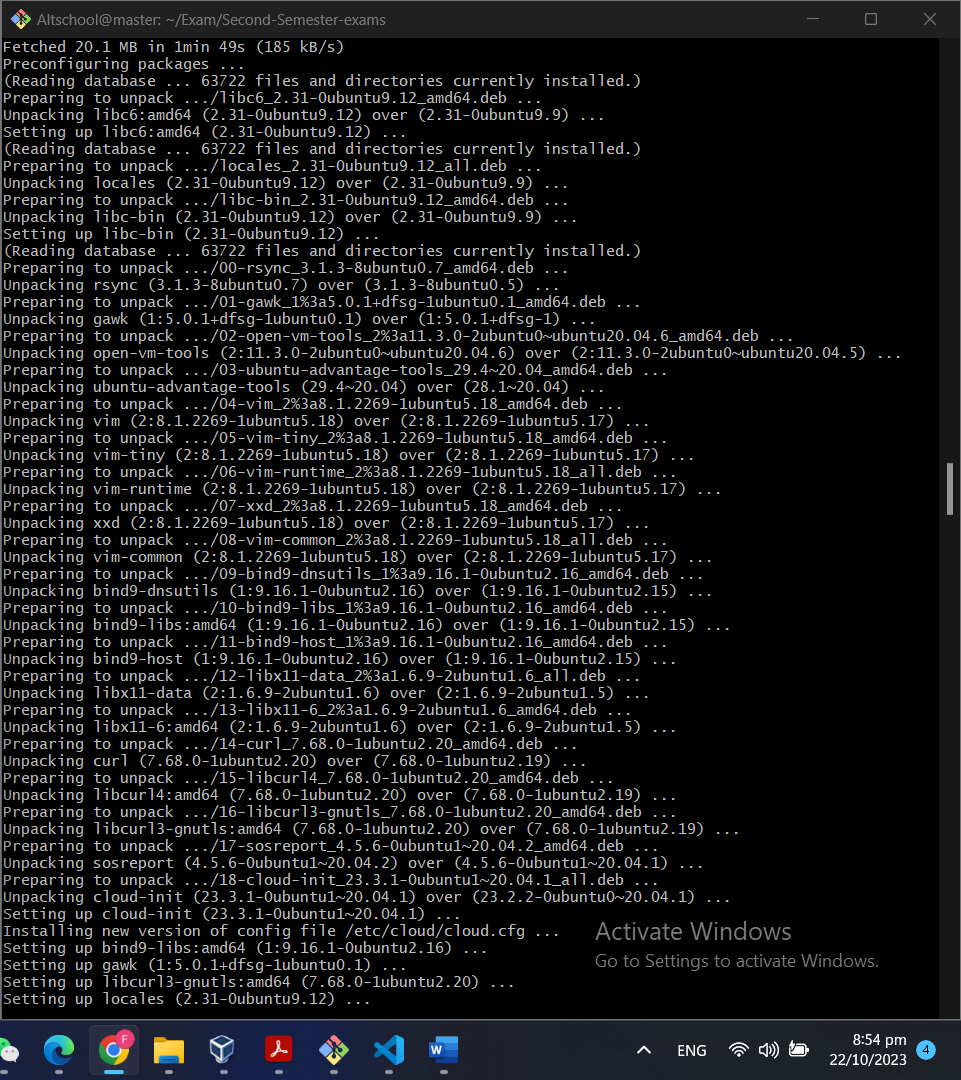 Altschool@master: ~/Exam/Second-Semester-exams
Fetched 20.1 MB in 1min 49s (185 kB/s)
Preconfiguring packages ...
(Reading database ... 63722 files and directories currently installed.)
Preparing to unpack .../libc6_2.31-0ubuntu9.12_amd64.deb ...
Unpacking libc6:amd64 (2.31-0ubuntu9.12) over (2.31-0ubuntu9.9) ...
Setting up libc6:amd64 (2.31-0ubuntu9.12) ...
(Reading database ... 63722 files and directories currently installed.)
Preparing to unpack .../locales_2.31-0ubuntu9.12_all.deb ...
Unpacking locales (2.31-0ubuntu9.12) over (2.31-0ubuntu9.9) ...
Preparing to unpack .../libc-bin_2.31-0ubuntu9.12_amd64.deb ...
Unpacking libc-bin (2.31-0ubuntu9.12) over (2.31-0ubuntu9.9) ...
Setting up libc-bin (2.31-0ubuntu9.12) ...
(Reading database ... 63722 files and directories currently installed.)
Preparing to unpack .../00-rsync_3.1.3-8ubuntu0.7_amd64.deb ...
Unpacking rsync (3.1.3-8ubuntu0.7) over (3.1.3-8ubuntu0.5) ...
Preparing to unpack .../01-gawk_1%3a5.0.1+dfsg-1ubuntu0.1_amd64.deb ...
Unpacking gawk (1:5.0.1+dfsg-1ubuntu0.1) over (1:5.0.1+dfsg-1) ...
Preparing to unpack .../02-open-vm-tools_2%3a11.3.0-2ubuntu0~ubuntu20.04.6_amd64.deb ...
Unpacking open-vm-tools (2:11.3.0-2ubuntu0~ubuntu20.04.6) over (2:11.3.0-2ubuntu0~ubuntu20.04.5) ...
Preparing to unpack .../03-ubuntu-advantage-tools_29.4~20.04_amd64.deb ...
Unpacking ubuntu-advantage-tools (29.4~20.04) over (28.1~20.04) ...
Preparing to unpack .../04-vim_2%3a8.1.2269-1ubuntu5.18_amd64.deb ...
Unpacking vim (2:8.1.2269-1ubuntu5.18) over (2:8.1.2269-1ubuntu5.17) ...
Preparing to unpack .../05-vim-tiny_2%3a8.1.2269-1ubuntu5.18_amd64.deb ...
Unpacking vim-tiny (2:8.1.2269-1ubuntu5.18) over (2:8.1.2269-1ubuntu5.17) ...
Preparing to unpack .../06-vim-runtime_2%3a8.1.2269-1ubuntu5.18_all.deb ...
Unpacking vim-runtime (2:8.1.2269-1ubuntu5.18) over (2:8.1.2269-1ubuntu5.17) ...
Preparing to unpack .../07-xxd_2%3a8.1.2269-1ubuntu5.18_amd64.deb ...
Unpacking xxd (2:8.1.2269-1ubuntu5.18) over (2:8.1.2269-1ubuntu5.17) ...
Preparing to unpack .../08-vim-common_2%3a8.1.2269-1ubuntu5.18_all.deb ...
Unpacking vim-common (2:8.1.2269-1ubuntu5.18) over (2:8.1.2269-1ubuntu5.17) ...
Preparing to unpack .../09-bind9-dnsutils_1%3a9.16.1-0ubuntu2.16_amd64.deb ...
Unpacking bind9-dnsutils (1:9.16.1-0ubuntu2.16) over (1:9.16.1-0ubuntu2.15) ...
Preparing to unpack .../10-bind9-libs_1%3a9.16.1-0ubuntu2.16_amd64.deb ...
Unpacking bind9-libs:amd64 (1:9.16.1-0ubuntu2.16) over (1:9.16.1-0ubuntu2.15) ...
Preparing to unpack .../11-bind9-host_1%3a9.16.1-0ubuntu2.16_amd64.deb ...
Unpacking bind9-host (1:9.16.1-0ubuntu2.16) over (1:9.16.1-0ubuntu2.15) ...
Preparing to unpack .../12-libx11-data_2%3a1.6.9-2ubuntu1.6_all.deb ...
Unpacking libx11-data (2:1.6.9-2ubuntu1.6) over (2:1.6.9-2ubuntu1.5) ...
Preparing to unpack .../13-libx11-6_2%3a1.6.9-2ubuntu1.6_amd64.deb ...
Unpacking libx11-6:amd64 (2:1.6.9-2ubuntu1.6) over (2:1.6.9-2ubuntu1.5) ...
Preparing to unpack .../14-curl_7.68.0-1ubuntu2.20_amd64.deb ...
Unpacking curl (7.68.0-1ubuntu2.20) over (7.68.0-1ubuntu2.19) ...
Preparing to unpack .../15-libcurl4_7.68.0-1ubuntu2.20_amd64.deb ...
Unpacking libcurl4:amd64 (7.68.0-1ubuntu2.20) over (7.68.0-1ubuntu2.19) ...
Preparing to unpack .../16-libcurl3-gnutls_7.68.0-1ubuntu2.20_amd64.deb ...
Unpacking libcurl3-gnutls:amd64 (7.68.0-1ubuntu2.20) over (7.68.0-1ubuntu2.19) ...
Preparing to unpack .../17-sosreport_4.5.6-0ubuntu1~20.04.2_amd64.deb ...
Unpacking sosreport (4.5.6-0ubuntu1~20.04.2) over (4.5.6-0ubuntu1~20.04.1) ...
Preparing to unpack .../18-cloud-init_23.3.1-0ubuntu1~20.04.1_all.deb ...
Unpacking cloud-init (23.3.1-0ubuntu1~20.04.1) over (23.2.2-0ubuntu0~20.04.1) ...
Setting up cloud-init (23.3.1-0ubuntu1~20.04.1) ...
Installing new version of config file /etc/cloud/cloud.cfg ...
Setting up bind9-libs:amd64 (1:9.16.1-0ubuntu2.16) ...
Setting up gawk (1:5.0.1+dfsg-1ubuntu0.1) ...
Setting up libcurl3-gnutls:amd64 (7.68.0-1ubuntu2.20) ...
Setting up locales (2.31-0ubuntu9.12) ...
Activate Windows
Go to Settings to activate Windows.
F
W
ENG
8:54 pm
22/10/2023
4